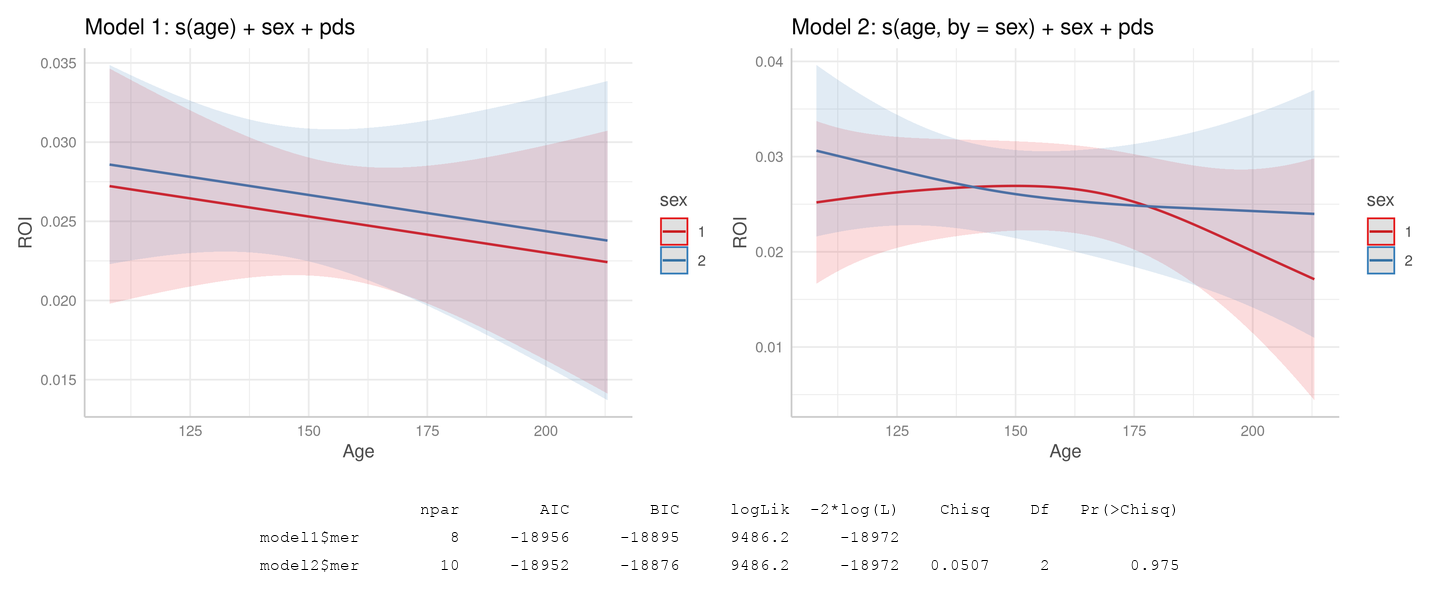 Model 1: s(age) + sex + pds
0.035
0.030
0.025
0.020
0.015
ROI
125 150 175 200
Age
sex
1
2
Model 2: s(age, by = sex) + sex + pds
0.04
0.03
0.02
0.01
ROI
125 150 175 200
Age
sex
1
2
npar AIC BIC logLik -2*log(L) Chisq Df Pr(>Chisq)
model1$mer 8 -18956 -18895 9486.2 -18972
model2$mer 10 -18952 -18876 9486.2 -18972 0.0507 2 0.975